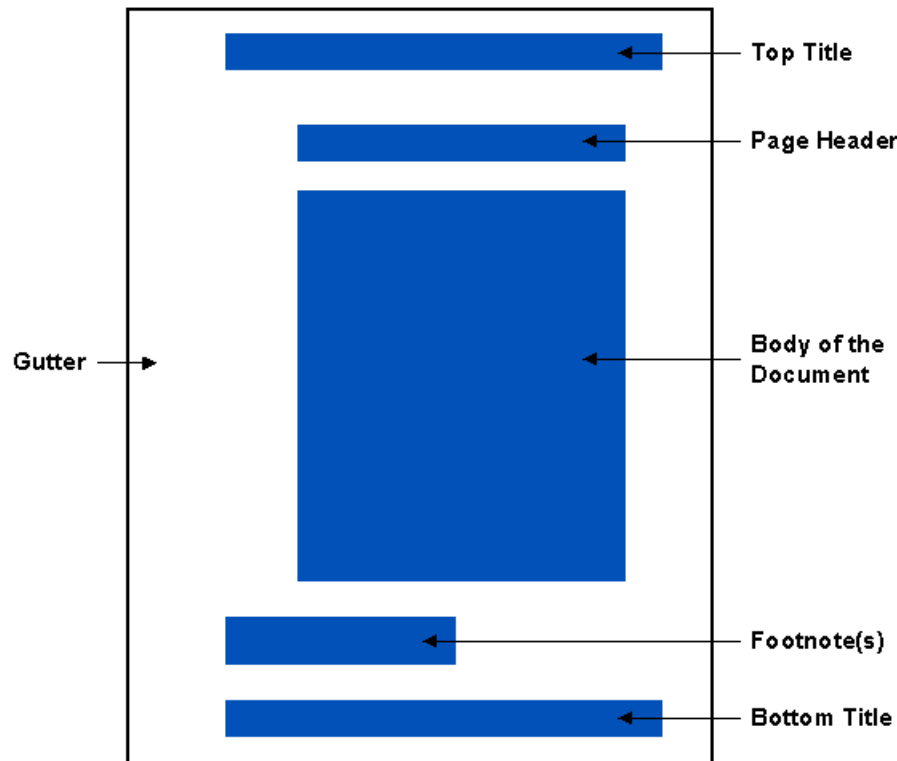 Top Title
Page Header
Gutter
Body of the
Document
Footnote(s)
Bottom Title